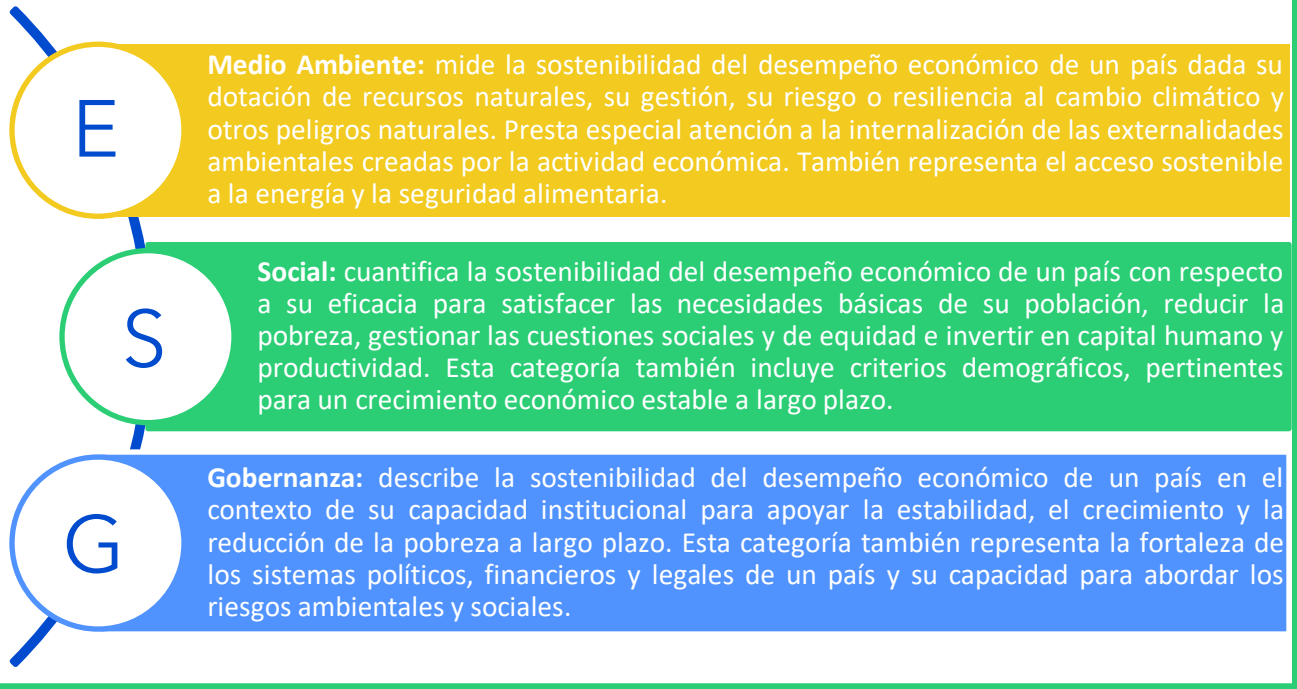 E
Medio Ambiente: mide la sostenibilidad del desempeño económico de un país dada su
dotación de recursos naturales, su gestión, su riesgo o resiliencia al cambio climático y
otros peligros naturales. Presta especial atención a la internalización de las externalidades
ambientales creadas por la actividad económica. También representa el acceso sostenible
a la energía y la seguridad alimentaria.
S
Social: cuantifica la sostenibilidad del desempeño económico de un país con respecto
a su eficacia para satisfacer las necesidades básicas de su población, reducir la
pobreza, gestionar las cuestiones sociales y de equidad e invertir en capital humano y
productividad. Esta categoría también incluye criterios demográficos, pertinentes
para un crecimiento económico estable a largo plazo.
G
Gobernanza: describe la sostenibilidad del desempeño económico de un país en el
contexto de su capacidad institucional para apoyar la estabilidad, el crecimiento y la
reducción de la pobreza a largo plazo. Esta categoría también representa la fortaleza de
los sistemas políticos, financieros y legales de un país y su capacidad para abordar los
riesgos ambientales y sociales.